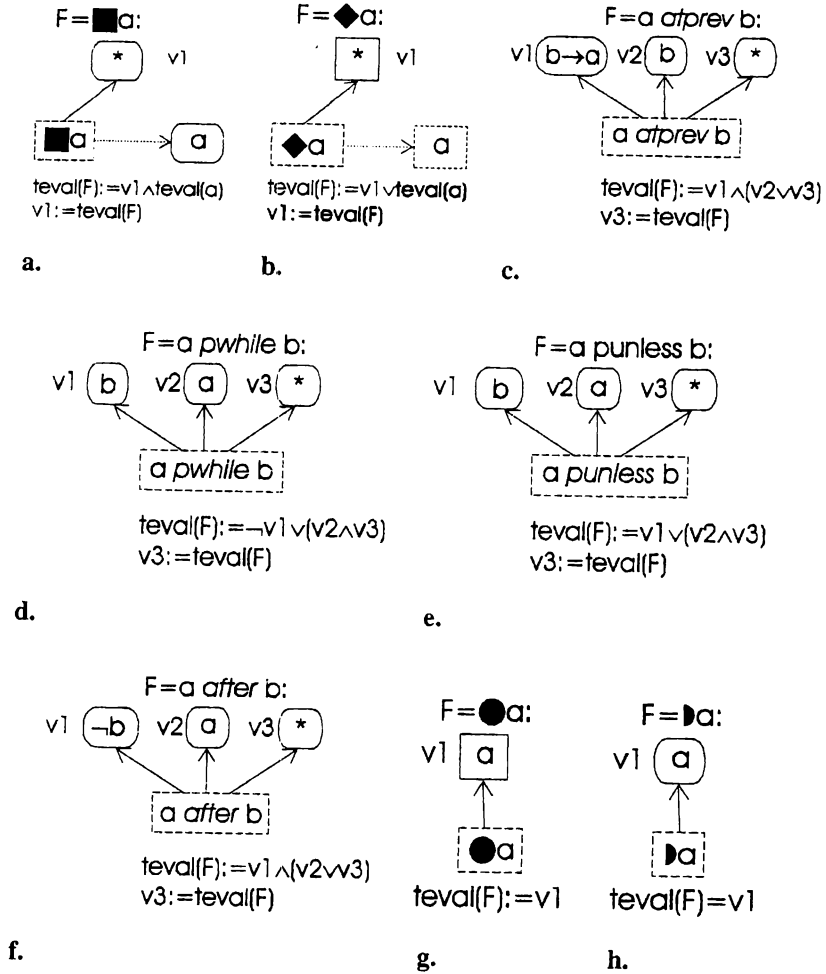 F=■a:
* v1
■a a
teval(F):=v1∧teval(a)
v1:=teval(F)
a.
F=◆a:
* v1
◆a a
teval(F):=v1∨teval(a)
v1:=teval(F)
b.
F=a atprev b:
v1 b→a v2 b v3 *
a atprev b
teval(F):=v1∧(v2∨v3)
v3:=teval(F)
c.
F=a pwhile b:
v1 b v2 a v3 *
a pwhile b
teval(F):=¬v1∨(v2∧v3)
v3:=teval(F)
d.
F=a punless b:
v1 b v2 a v3 *
a punless b
teval(F):=v1∨(v2∧v3)
v3:=teval(F)
e.
F=a after b:
v1 ¬b v2 a v3 *
a after b
teval(F):=v1∧(v2∨v3)
v3:=teval(F)
f.
F=●a:
v1 a
●a
teval(F):=v1
g.
F=◗a:
v1 a
◗a
teval(F)=v1
h.